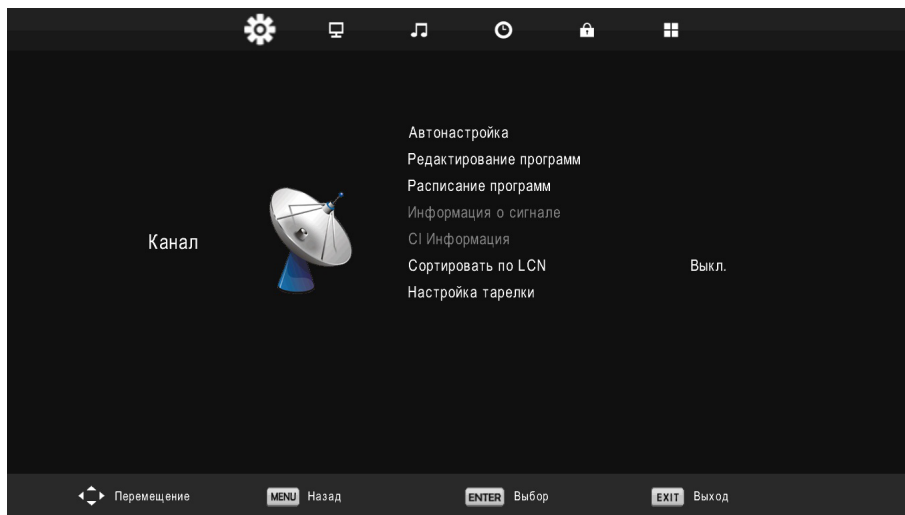 Автонастройка
Редактирование программ
Расписание программ
Информация о сигнале
CI Информация
Канал
Сортировать по LCN Выкл.
Настройка тарелки
Перемещение MENU Назад ENTER Выбор EXIT Выход